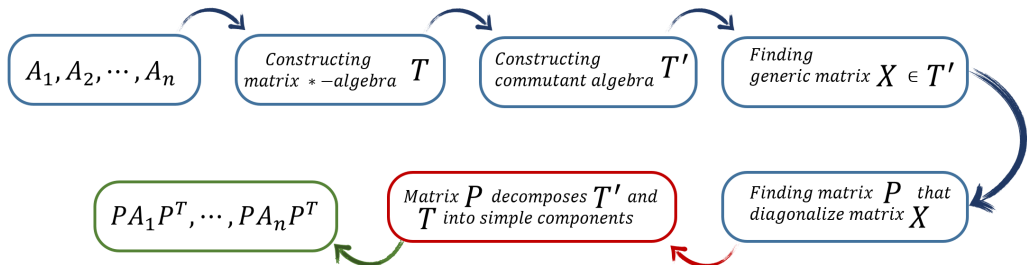 A₁, A₂, ⋯, Aₙ
Constructing
matrix ∗−algebra T
Constructing
commutant algebra T′
Finding
generic matrix X ∈ T′
Finding matrix P that
diagonalize matrix X
Matrix P decomposes T′ and
T into simple components
PA₁Pᵀ, ⋯, PAₙPᵀ